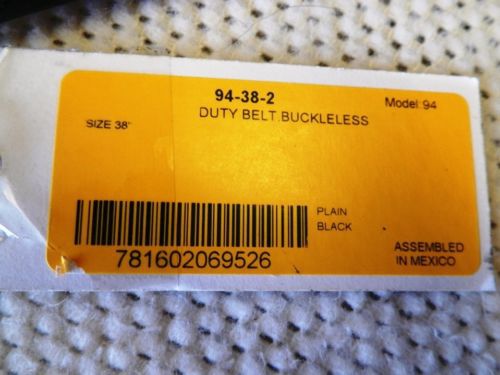 94-38-2
DUTY BELT BUCKLELESS
Model 94
SIZE 38"
PLAIN
BLACK
781602069526
ASSEMBLED
IN MEXICO